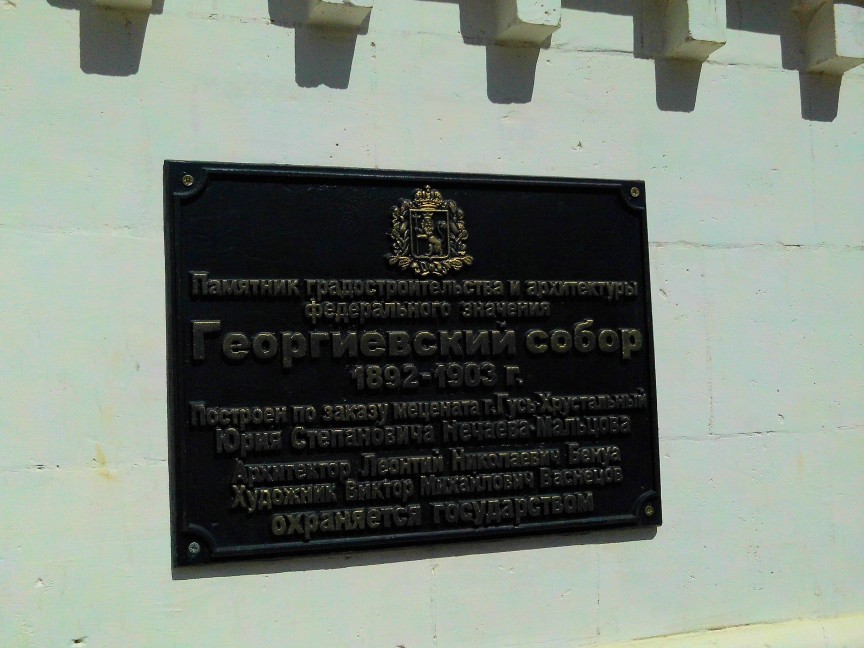 Памятник градостроительства и архитектуры
федерального значения
Георгиевский собор
1892-1903 г.
Построен по заказу мецената г.Гусь-Хрустальный
Юрия Степановича Нечаева-Мальцова
Архитектор Леонтий Николаевич Бенуа
Художник Виктор Михайлович Васнецов
охраняется государством